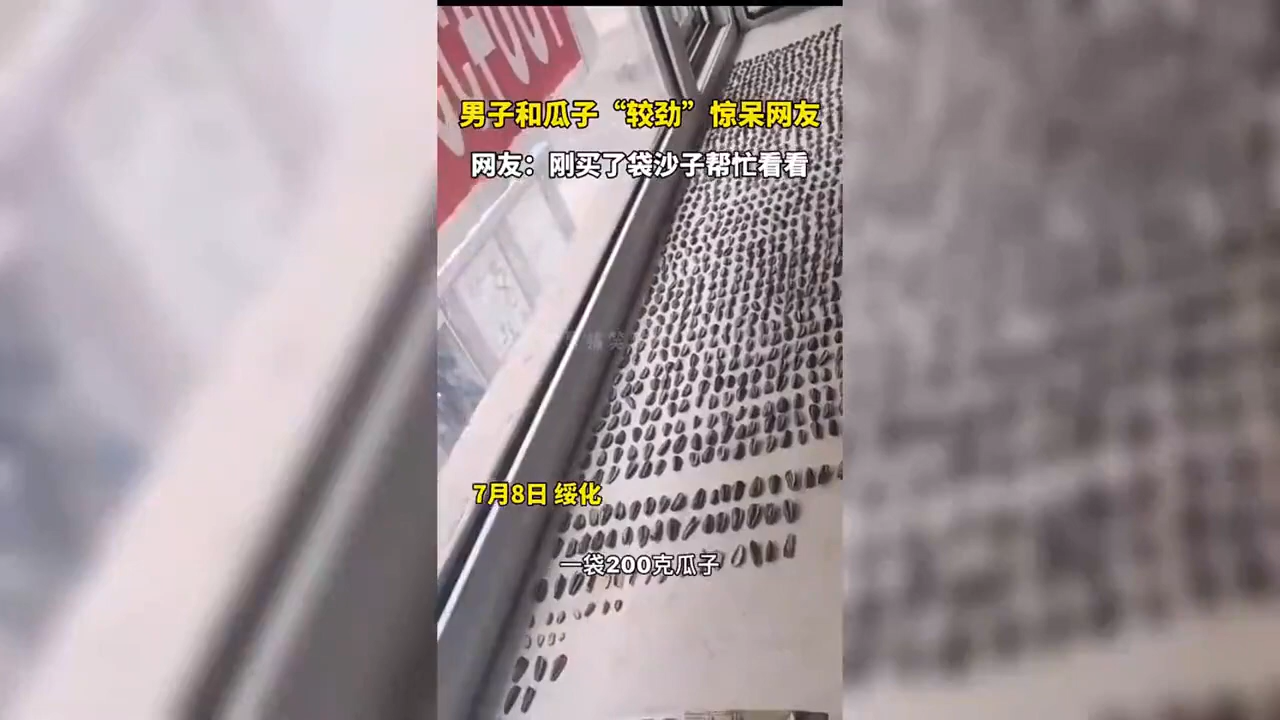 男子和瓜子“较劲”惊呆网友
网友：刚买了袋沙子帮忙看看
7月8日 绥化
一袋200克瓜子